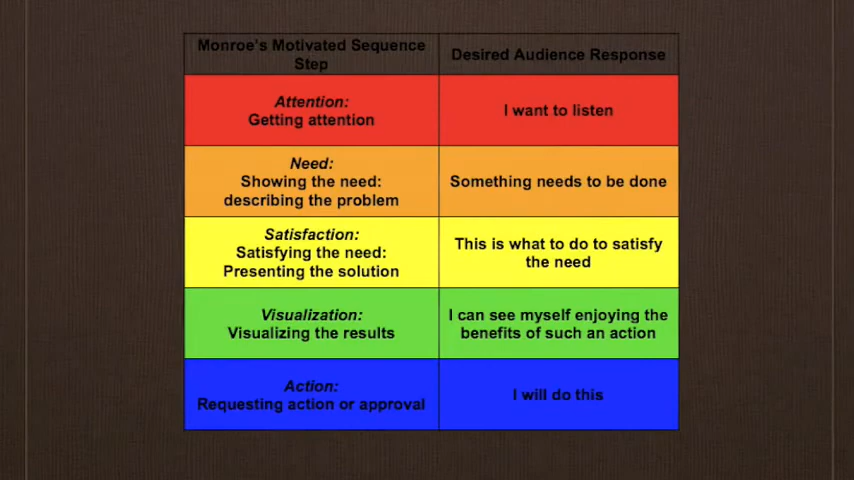 Monroe's Motivated Sequence
Step
Desired Audience Response
Attention:
Getting attention
I want to listen
Need:
Showing the need:
describing the problem
Something needs to be done
Satisfaction:
Satisfying the need:
Presenting the solution
This is what to do to satisfy
the need
Visualization:
Visualizing the results
I can see myself enjoying the
benefits of such an action
Action:
Requesting action or approval
I will do this